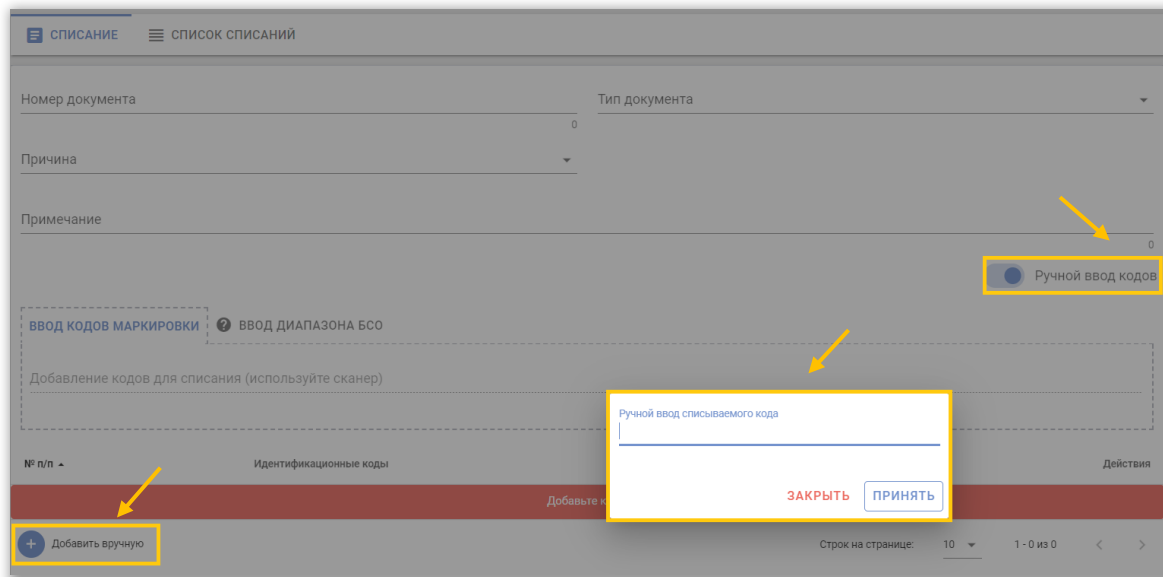 СПИСАНИЕ СПИСОК СПИСАНИЙ
Номер документа Тип документа
0
Причина
Примечание
0
Ручной ввод кодов
ВВОД КОДОВ МАРКИРОВКИ ? ВВОД ДИАПАЗОНА БСО
Добавление кодов для списания (используйте сканер)
Ручной ввод списываемого кода
№ п/п Идентификационные коды Действия
ЗАКРЫТЬ ПРИНЯТЬ
Добавьте к
+ Добавить вручную Строк на странице: 10 1 - 0 из 0 < >